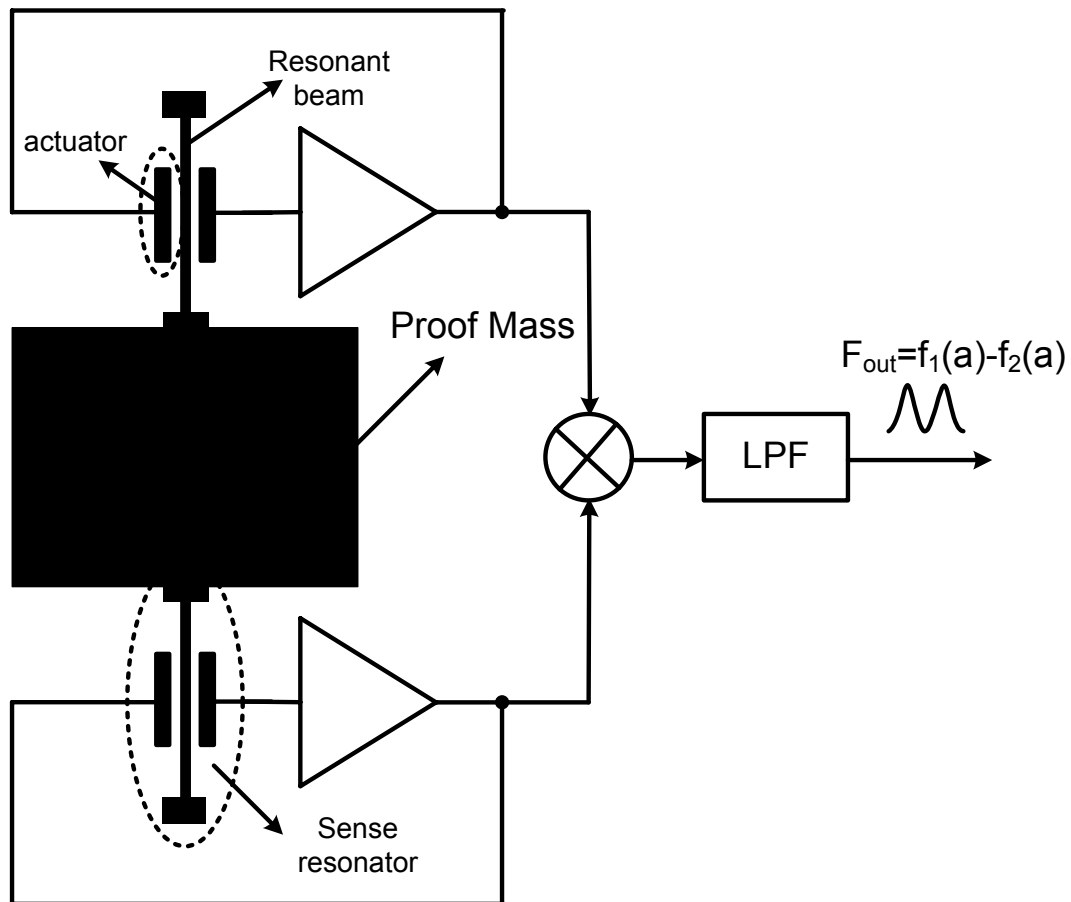 Resonant
beam
actuator
Proof Mass
Fout=f1(a)-f2(a)
LPF
Sense
resonator